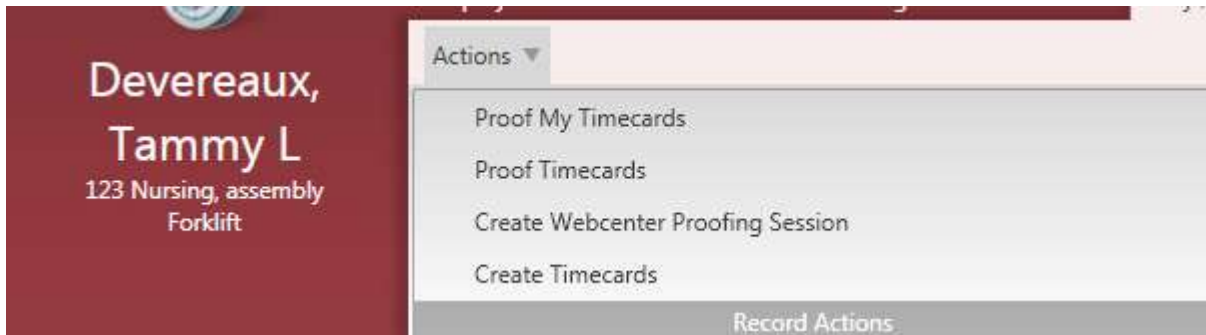 Devereaux,
Tammy L
123 Nursing, assembly
Forklift
Actions
Proof My Timecards
Proof Timecards
Create Webcenter Proofing Session
Create Timecards
Record Actions